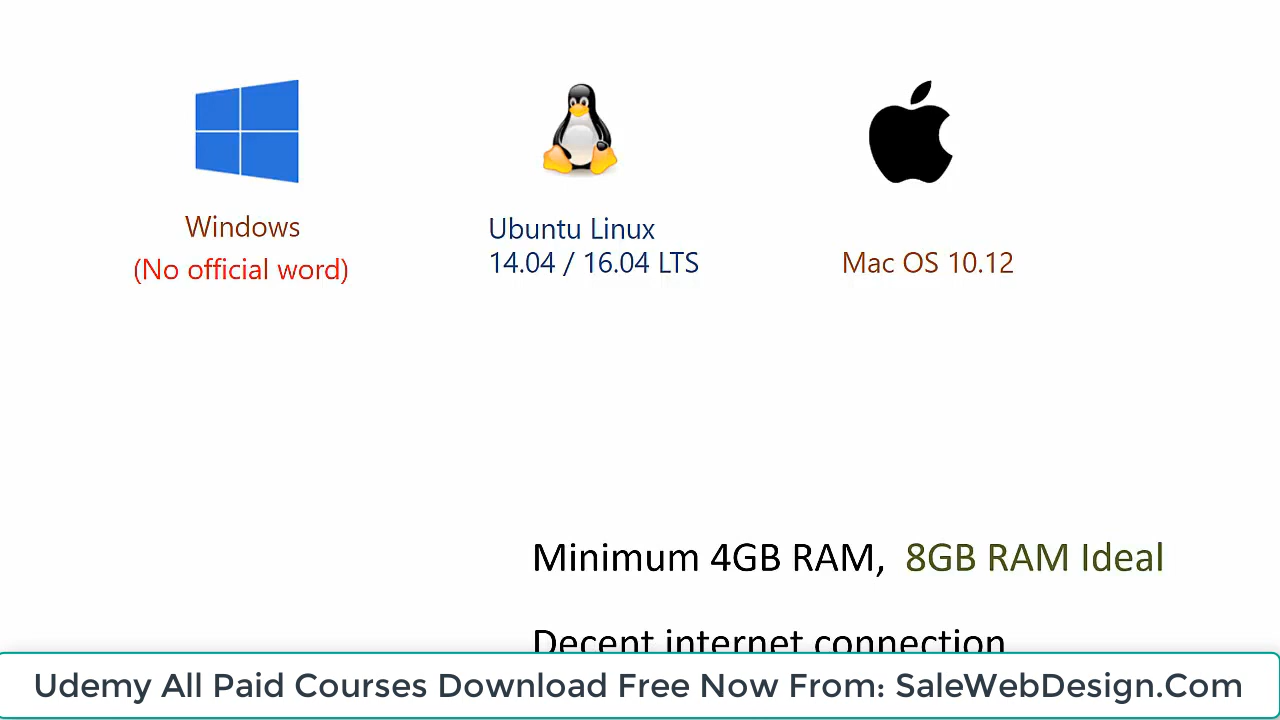 Windows
(No official word)
Ubuntu Linux
14.04 / 16.04 LTS
Mac OS 10.12
Minimum 4GB RAM, 8GB RAM Ideal
Decent internet connection
Udemy All Paid Courses Download Free Now From: SaleWebDesign.Com